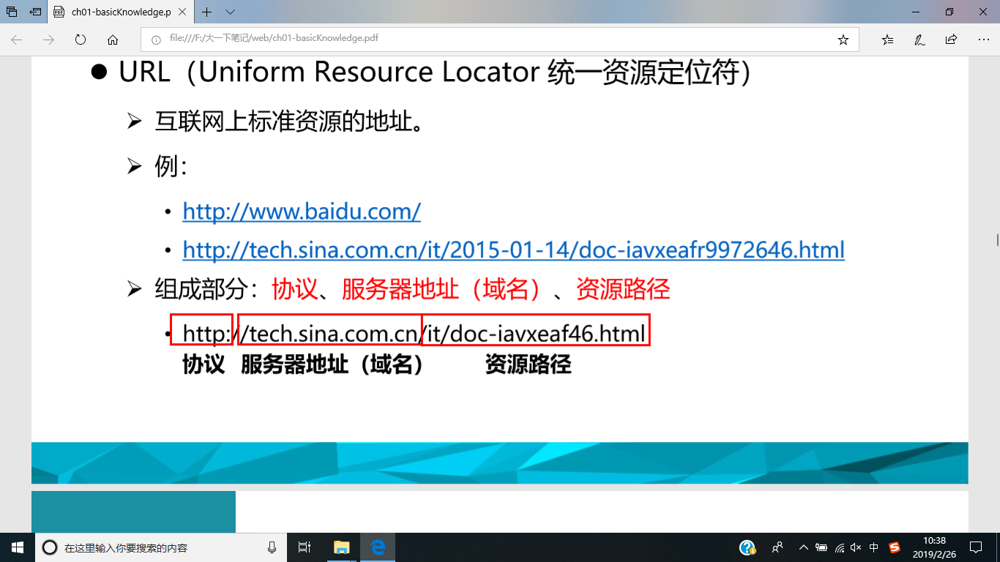 ch01-basicKnowledge.p
file:///F:/大一下笔记/web/ch01-basicKnowledge.pdf
URL（Uniform Resource Locator 统一资源定位符）
互联网上标准资源的地址。
例：
http://www.baidu.com/
http://tech.sina.com.cn/it/2015-01-14/doc-iavxeafr9972646.html
组成部分：协议、服务器地址（域名）、资源路径
http://tech.sina.com.cn/it/doc-iavxeaf46.html
协议 服务器地址（域名） 资源路径
在这里输入你要搜索的内容
中
10:38
2019/2/26